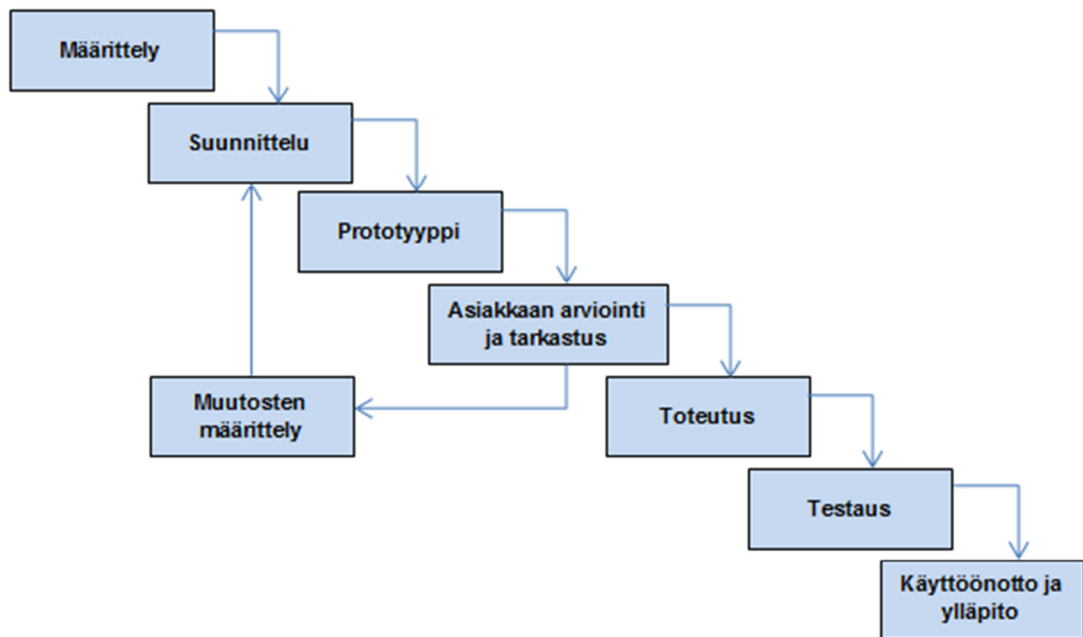 Määrittely
Suunnittelu
Prototyyppi
Asiakkaan arviointi
ja tarkastus
Muutosten
määrittely
Toteutus
Testaus
Käyttöönotto ja
ylläpito